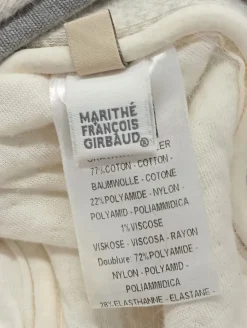 MARITHÉ
FRANÇOIS
GIRBAUD®
77% COTON - COTTON -
BAUMWOLLE - COTONE
22% POLYAMIDE - NYLON -
POLYAMID - POLIAMMIDICA
1% VISCOSE
VISKOSE - VISCOSA - RAYON
Doublure: 72% POLYAMIDE -
NYLON - POLYAMID -
POLIAMMIDICA
28% ELASTHANNE - ELASTANE -